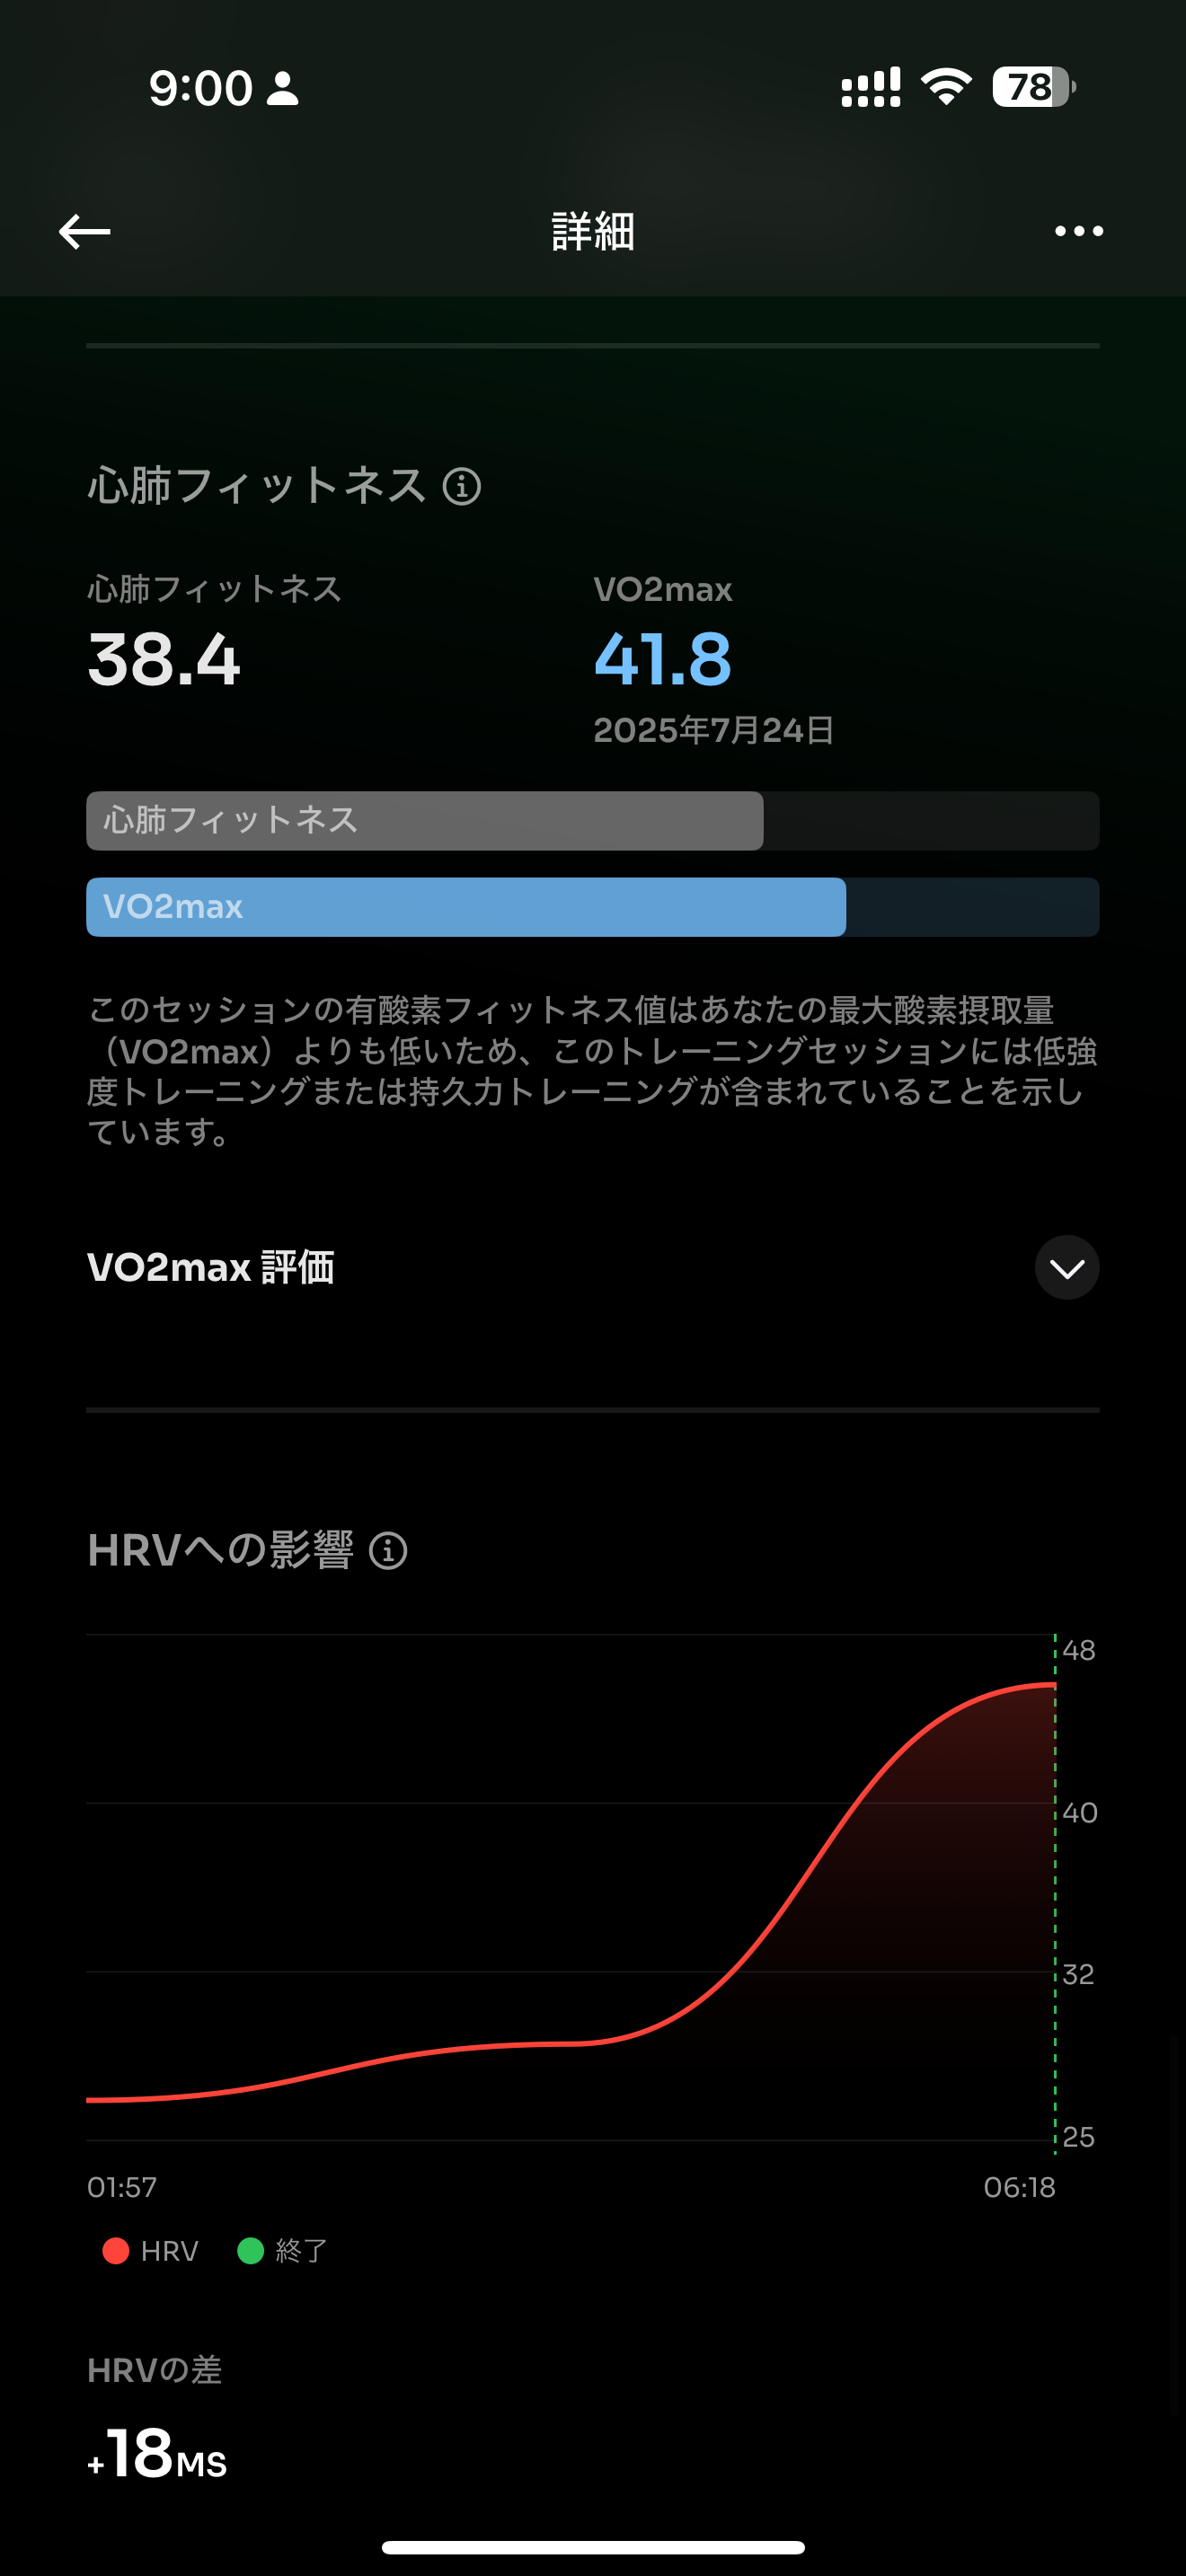 9:00
78
詳細
心肺フィットネス
心肺フィットネス
38.4
VO2max
41.8
2025年7月24日
心肺フィットネス
VO2max
このセッションの有酸素フィットネス値はあなたの最大酸素摂取量
（VO2max）よりも低いため、このトレーニングセッションには低強
度トレーニングまたは持久力トレーニングが含まれていることを示し
ています。
VO2max 評価
HRVへの影響
48
40
32
25
01:57
06:18
HRV
終了
HRVの差
+18MS